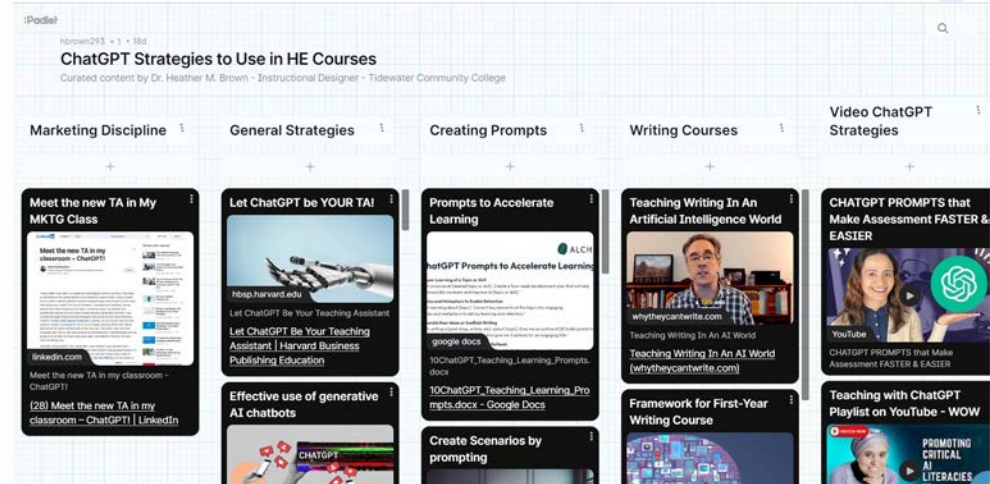 :Padlet
hbrown293 + 1 • 18d
ChatGPT Strategies to Use in HE Courses
Curated content by Dr. Heather M. Brown - Instructional Designer - Tidewater Community College
Marketing Discipline
Meet the new TA in My
MKTG Class
Meet the new TA in my
classroom – ChatGPT!
linkedin.com
Meet the new TA in my classroom -
ChatGPT!
(28) Meet the new TA in my
classroom – ChatGPT! | LinkedIn
General Strategies
Let ChatGPT be YOUR TA!
hbsp.harvard.edu
Let ChatGPT Be Your Teaching Assistant
Let ChatGPT Be Your Teaching
Assistant | Harvard Business
Publishing Education
Effective use of generative
AI chatbots
CHATGPT
Creating Prompts
Prompts to Accelerate
Learning
ALCH
hatGPT Prompts to Accelerate Learning
google docs
10ChatGPT_Teaching_Learning_Prompts.
docx
10ChatGPT_Teaching_Learning_Pro
mpts.docx - Google Docs
Create Scenarios by
prompting
Writing Courses
Teaching Writing In An
Artificial Intelligence World
whytheycantwrite.com
Teaching Writing In An AI World
Teaching Writing In An AI World
(whytheycantwrite.com)
Framework for First-Year
Writing Course
Video ChatGPT
Strategies
CHATGPT PROMPTS that
Make Assessment FASTER &
EASIER
YouTube
CHATGPT PROMPTS that Make
Assessment FASTER & EASIER
Teaching with ChatGPT
Playlist on YouTube - WOW
PROMOTING
CRITICAL
AI
LITERACIES